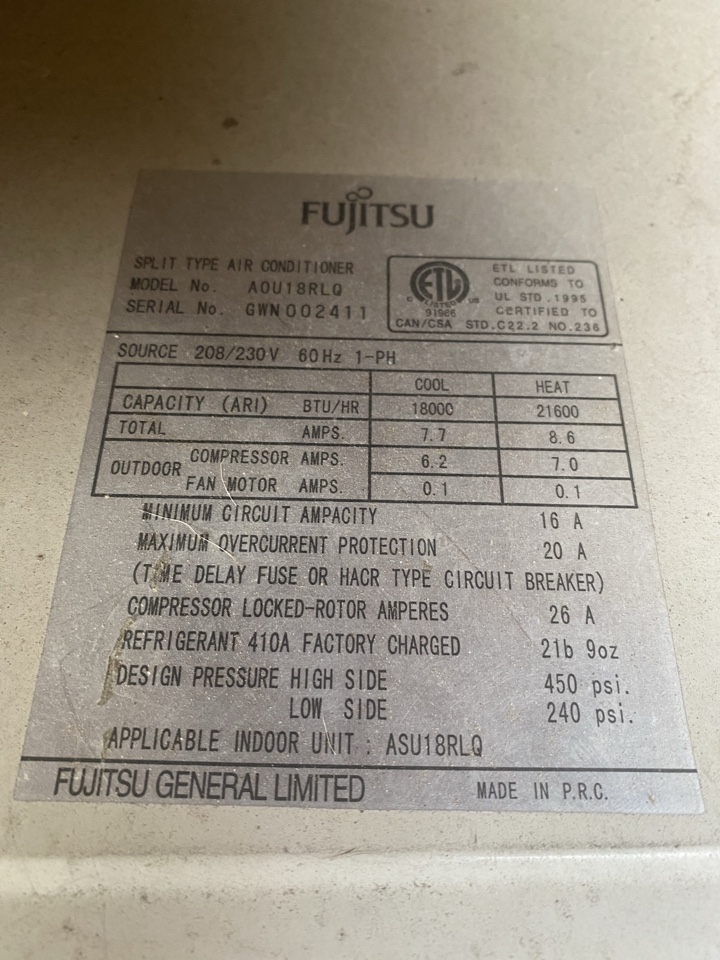 FUJITSU
SPLIT TYPE AIR CONDITIONER
MODEL No. AOU18RLQ
SERIAL No. GWN002411
ETL
LISTED
C US
91966
ETL LISTED
CONFORMS TO
UL STD.1995
CERTIFIED TO
CAN/CSA STD.C22.2 NO.236
SOURCE 208/230V 60Hz 1-PH
COOL HEAT
CAPACITY (ARI) BTU/HR 18000 21600
TOTAL AMPS. 7.7 8.6
OUTDOOR COMPRESSOR AMPS. 6.2 7.0
FAN MOTOR AMPS. 0.1 0.1
MINIMUM CIRCUIT AMPACITY 16 A
MAXIMUM OVERCURRENT PROTECTION 20 A
(TIME DELAY FUSE OR HACR TYPE CIRCUIT BREAKER)
COMPRESSOR LOCKED-ROTOR AMPERES 26 A
REFRIGERANT 410A FACTORY CHARGED 2lb 9oz
DESIGN PRESSURE HIGH SIDE 450 psi.
LOW SIDE 240 psi.
APPLICABLE INDOOR UNIT : ASU18RLQ
FUJITSU GENERAL LIMITED MADE IN P.R.C.